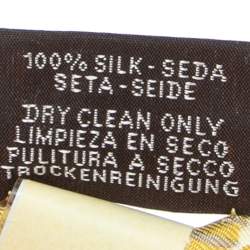 100% SILK - SEDA
SETA - SEIDE
DRY CLEAN ONLY
LIMPIEZA EN SECO
PULITURA A SECCO
TROCKENREINIGUNG